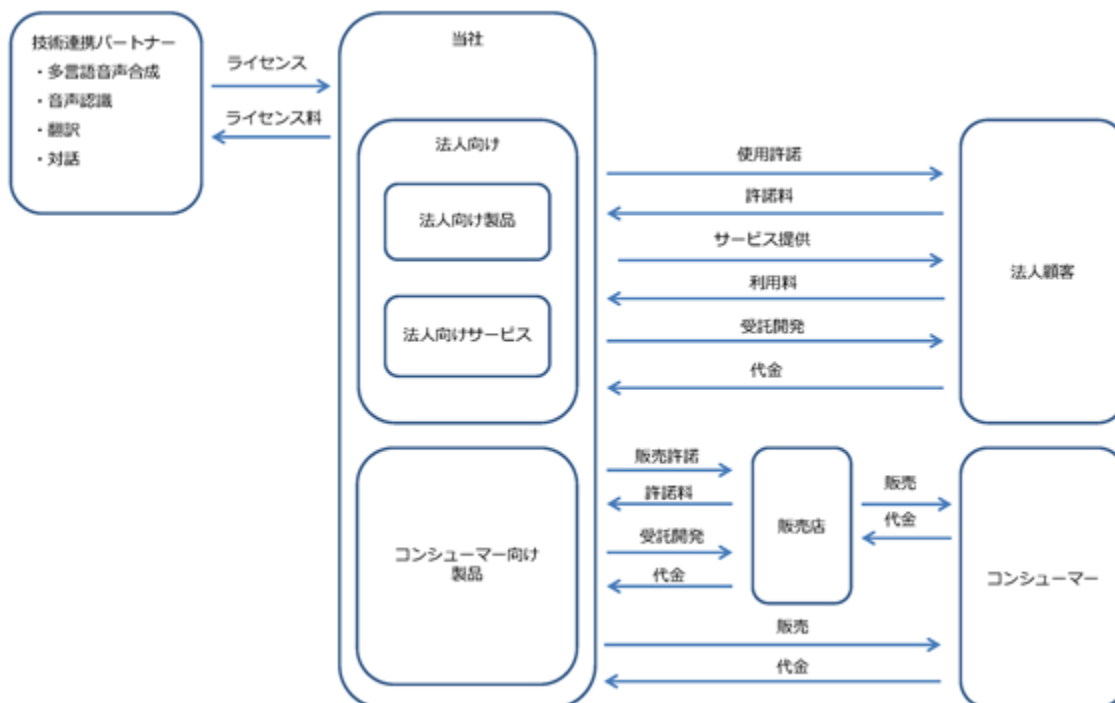 技術連携パートナー
・多言語音声合成
・音声認識
・翻訳
・対話
ライセンス
ライセンス料
当社
法人向け
法人向け製品
法人向けサービス
使用許諾
許諾料
サービス提供
利用料
受託開発
代金
法人顧客
コンシューマー向け
製品
販売許諾
許諾料
受託開発
代金
販売店
販売
代金
コンシューマー
販売
代金